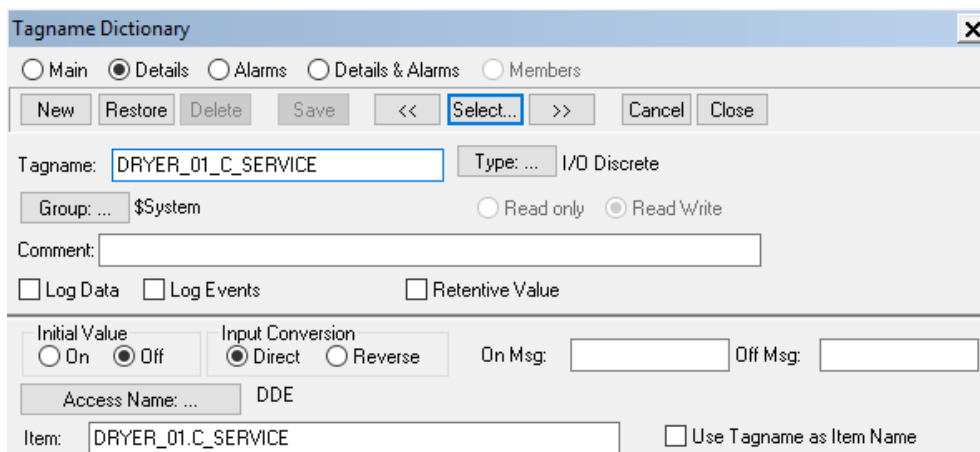 Tagname Dictionary
Main Details Alarms Details & Alarms Members
New Restore Delete Save << Select... >> Cancel Close
Tagname: DRYER_01_C_SERVICE Type: ... I/O Discrete
Group: ... $System Read only Read Write
Comment:
Log Data Log Events Retentive Value
Initial Value Input Conversion
On Off Direct Reverse On Msg: Off Msg:
Access Name: ... DDE
Item: DRYER_01.C_SERVICE Use Tagname as Item Name